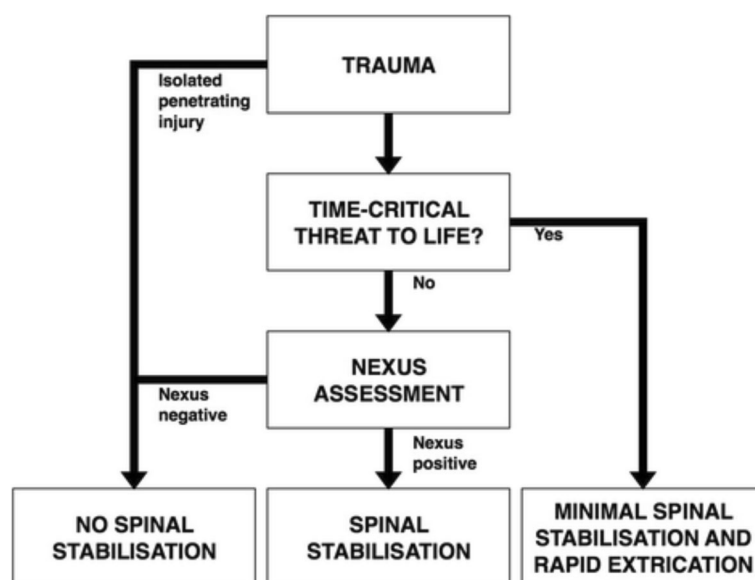 TRAUMA
Isolated
penetrating
injury
TIME-CRITICAL
THREAT TO LIFE?
Yes
No
NEXUS
ASSESSMENT
Nexus
negative
Nexus
positive
NO SPINAL
STABILISATION
SPINAL
STABILISATION
MINIMAL SPINAL
STABILISATION AND
RAPID EXTRICATION